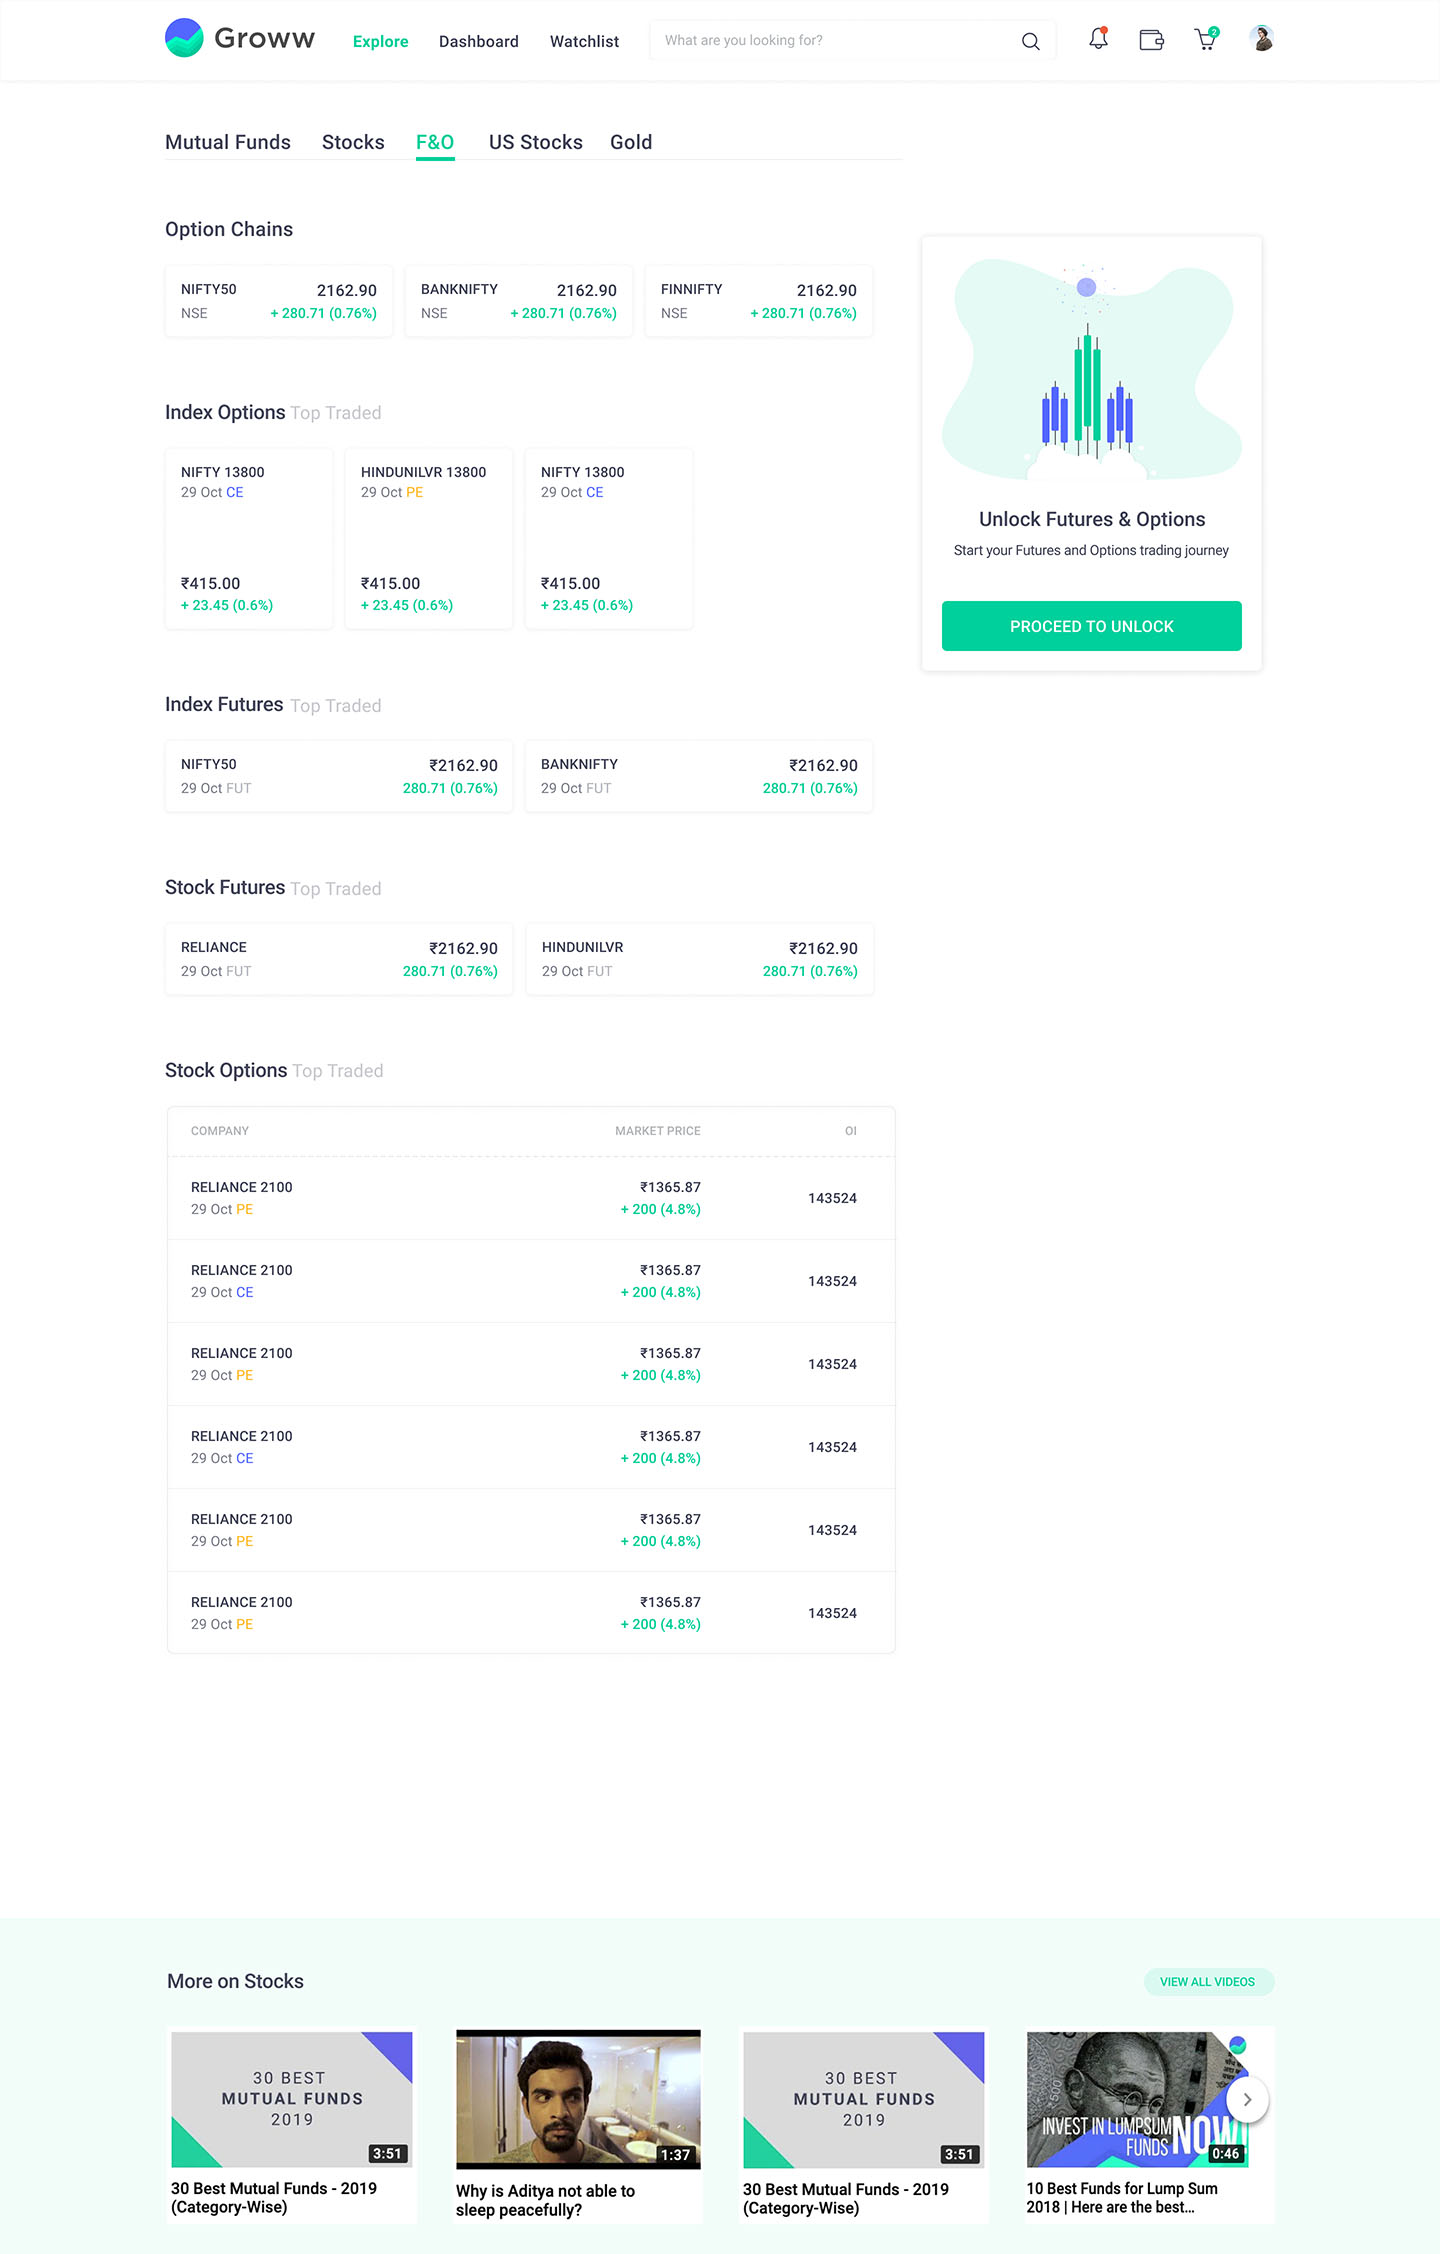 Groww
Explore Dashboard Watchlist
What are you looking for?
2
Mutual Funds Stocks F&O US Stocks Gold
Option Chains
NIFTY50 2162.90
NSE + 280.71 (0.76%)
BANKNIFTY 2162.90
NSE + 280.71 (0.76%)
FINNIFTY 2162.90
NSE + 280.71 (0.76%)
Unlock Futures & Options
Start your Futures and Options trading journey
PROCEED TO UNLOCK
Index Options Top Traded
NIFTY 13800
29 Oct CE
₹415.00
+ 23.45 (0.6%)
HINDUNILVR 13800
29 Oct PE
₹415.00
+ 23.45 (0.6%)
NIFTY 13800
29 Oct CE
₹415.00
+ 23.45 (0.6%)
Index Futures Top Traded
NIFTY50 ₹2162.90
29 Oct FUT 280.71 (0.76%)
BANKNIFTY ₹2162.90
29 Oct FUT 280.71 (0.76%)
Stock Futures Top Traded
RELIANCE ₹2162.90
29 Oct FUT 280.71 (0.76%)
HINDUNILVR ₹2162.90
29 Oct FUT 280.71 (0.76%)
Stock Options Top Traded
COMPANY MARKET PRICE OI
RELIANCE 2100 ₹1365.87
29 Oct PE + 200 (4.8%) 143524
RELIANCE 2100 ₹1365.87
29 Oct CE + 200 (4.8%) 143524
RELIANCE 2100 ₹1365.87
29 Oct PE + 200 (4.8%) 143524
RELIANCE 2100 ₹1365.87
29 Oct CE + 200 (4.8%) 143524
RELIANCE 2100 ₹1365.87
29 Oct PE + 200 (4.8%) 143524
RELIANCE 2100 ₹1365.87
29 Oct PE + 200 (4.8%) 143524
More on Stocks
VIEW ALL VIDEOS
30 BEST
MUTUAL FUNDS
2019
3:51
30 Best Mutual Funds - 2019
(Category-Wise)
1:37
Why is Aditya not able to
sleep peacefully?
30 BEST
MUTUAL FUNDS
2019
3:51
30 Best Mutual Funds - 2019
(Category-Wise)
INVEST IN LUMPSUM
FUNDS NOW!
0:46
10 Best Funds for Lump Sum
2018 | Here are the best...